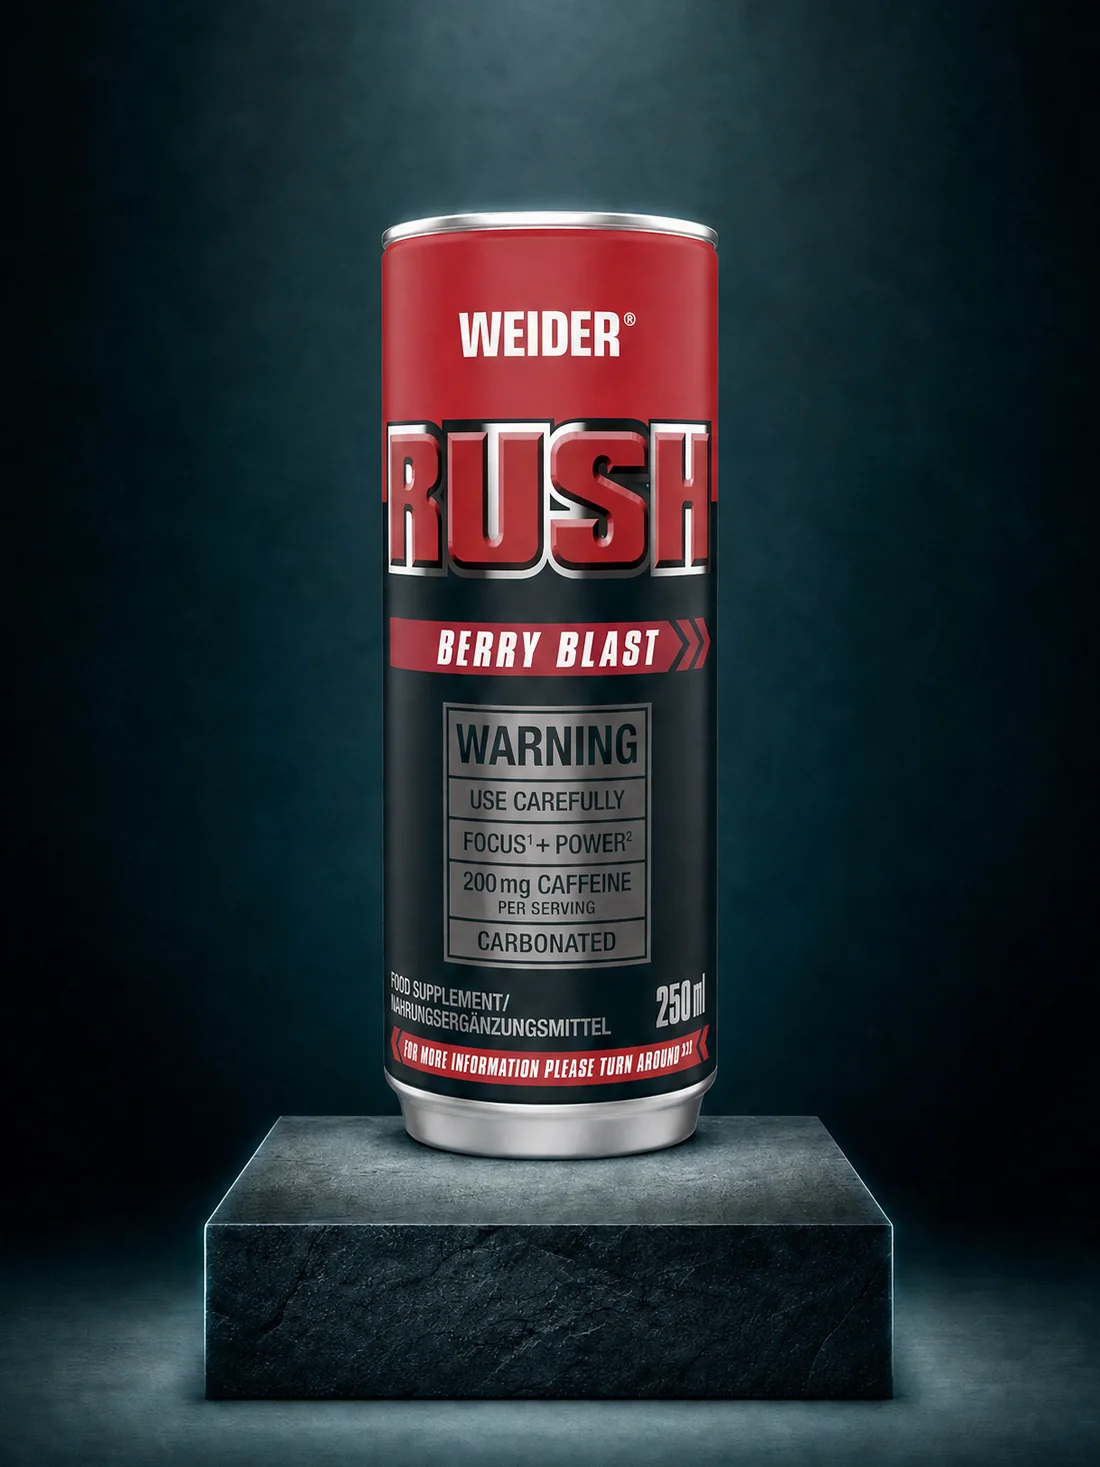 WEIDER®
RUSH
BERRY BLAST
WARNING
USE CAREFULLY
FOCUS¹ + POWER²
200 mg CAFFEINE
PER SERVING
CARBONATED
FOOD SUPPLEMENT/
NAHRUNGSERGÄNZUNGSMITTEL
250 ml
FOR MORE INFORMATION PLEASE TURN AROUND >>>